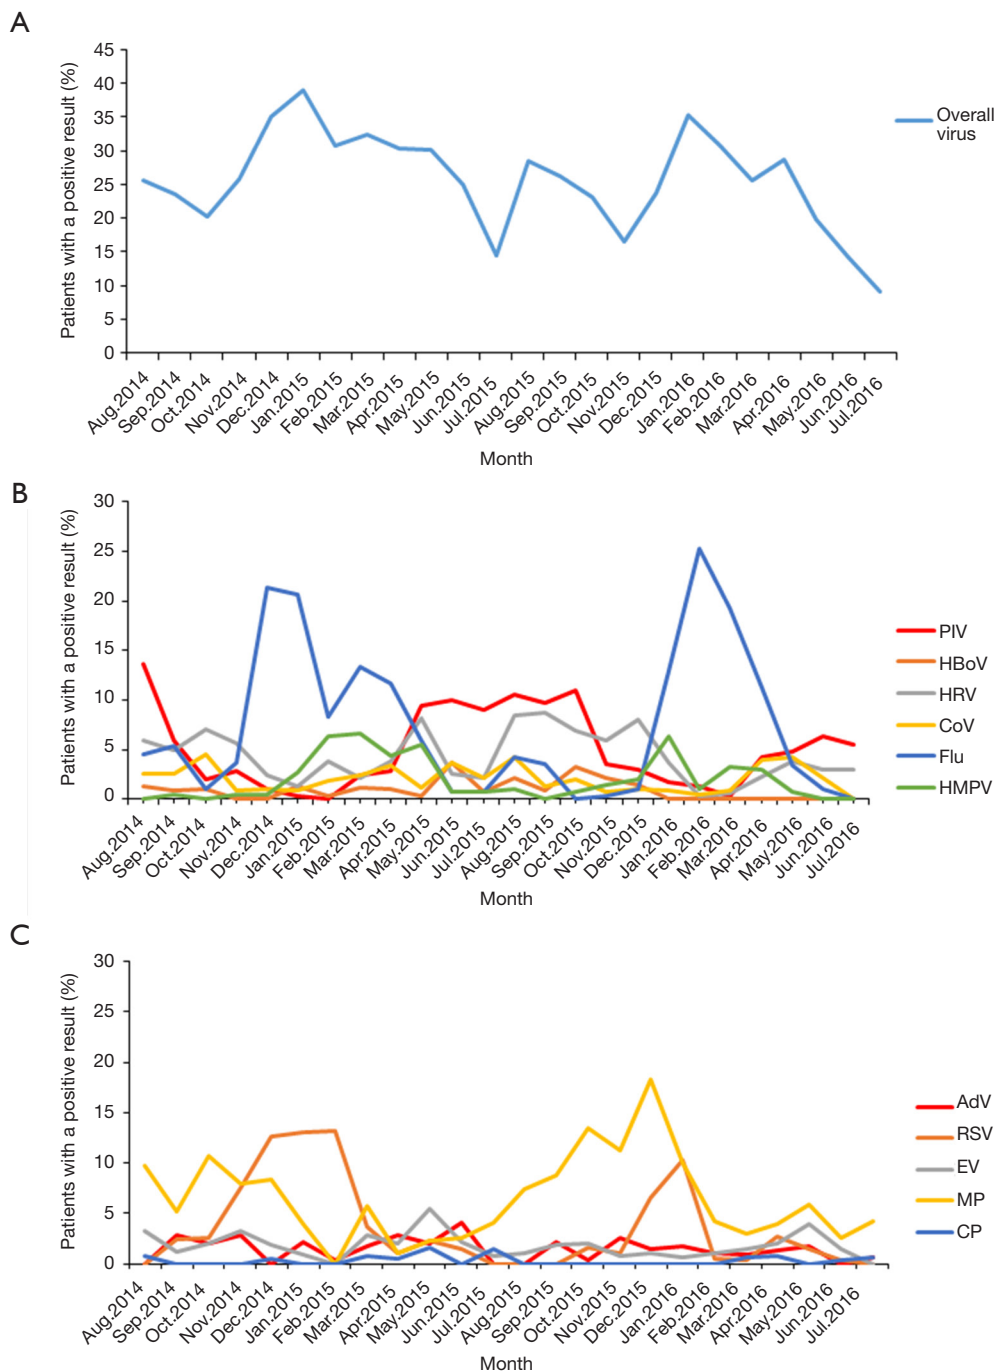 A
Patients with a positive result (%)
45
40
35
30
25
20
15
10
5
0
Aug.2014
Sep.2014
Oct.2014
Nov.2014
Dec.2014
Jan.2015
Feb.2015
Mar.2015
Apr.2015
May.2015
Jun.2015
Jul.2015
Aug.2015
Sep.2015
Oct.2015
Nov.2015
Dec.2015
Jan.2016
Feb.2016
Mar.2016
Apr.2016
May.2016
Jun.2016
Jul.2016
Month
Overall
virus
B
Patients with a positive result (%)
30
25
20
15
10
5
0
Aug.2014
Sep.2014
Oct.2014
Nov.2014
Dec.2014
Jan.2015
Feb.2015
Mar.2015
Apr.2015
May.2015
Jun.2015
Jul.2015
Aug.2015
Sep.2015
Oct.2015
Nov.2015
Dec.2015
Jan.2016
Feb.2016
Mar.2016
Apr.2016
May.2016
Jun.2016
Jul.2016
Month
PIV
HBoV
HRV
CoV
Flu
HMPV
C
Patients with a positive result (%)
30
25
20
15
10
5
0
Aug.2014
Sep.2014
Oct.2014
Nov.2014
Dec.2014
Jan.2015
Feb.2015
Mar.2015
Apr.2015
May.2015
Jun.2015
Jul.2015
Aug.2015
Sep.2015
Oct.2015
Nov.2015
Dec.2015
Jan.2016
Feb.2016
Mar.2016
Apr.2016
May.2016
Jun.2016
Jul.2016
Month
AdV
RSV
EV
MP
CP